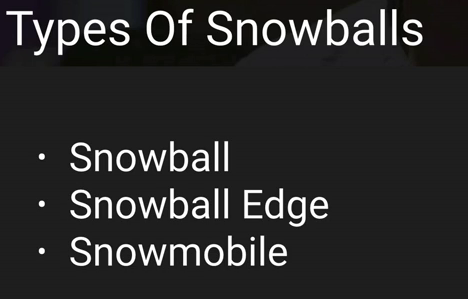 Types Of Snowballs
· Snowball
· Snowball Edge
· Snowmobile